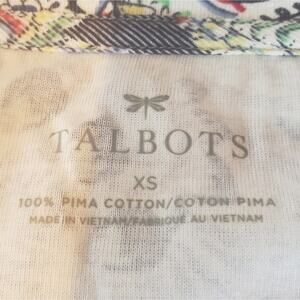 TALBOTS
XS
100% PIMA COTTON/COTON PIMA
MADE IN VIETNAM/FABRIQUÉ AU VIETNAM